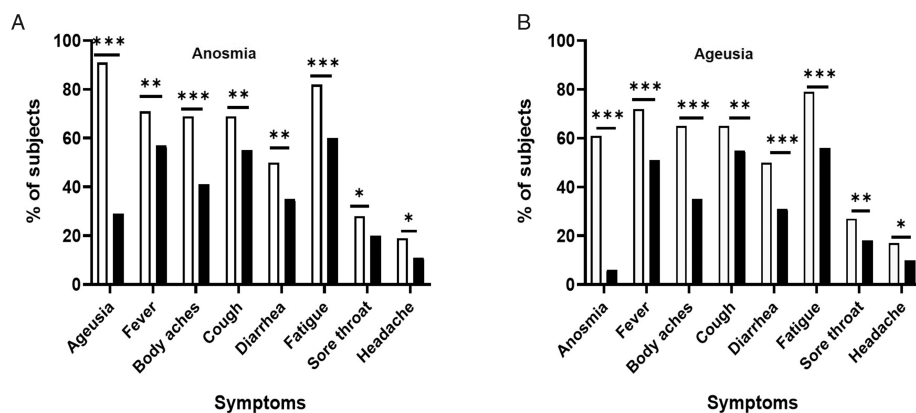 A
Anosmia
% of subjects
100
80
60
40
20
0
***
**
***
**
**
***
*
*
Ageusia
Fever
Body aches
Cough
Diarrhea
Fatigue
Sore throat
Headache
Symptoms
B
Ageusia
% of subjects
100
80
60
40
20
0
***
***
***
**
***
***
**
*
Anosmia
Fever
Body aches
Cough
Diarrhea
Fatigue
Sore throat
Headache
Symptoms